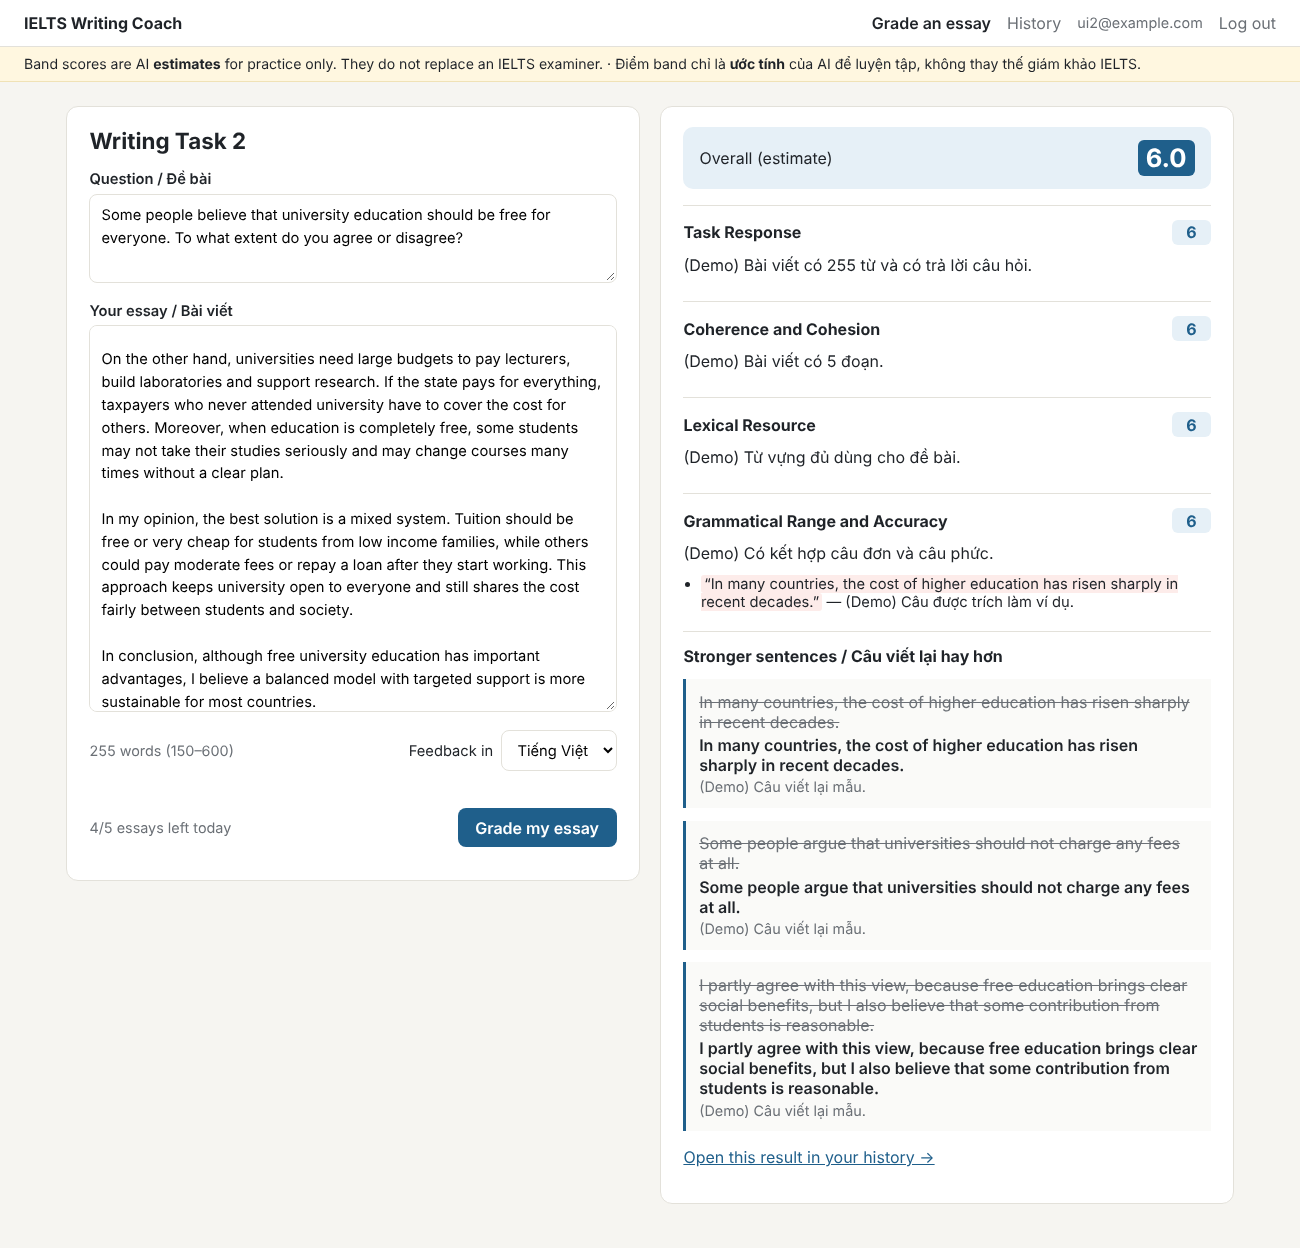 IELTS Writing Coach
Grade an essay
History
ui2@example.com
Log out
Band scores are AI estimates for practice only. They do not replace an IELTS examiner. · Điểm band chỉ là ước tính của AI để luyện tập, không thay thế giám khảo IELTS.
Writing Task 2
Question / Đề bài
Some people believe that university education should be free for
everyone. To what extent do you agree or disagree?
Your essay / Bài viết
On the other hand, universities need large budgets to pay lecturers,
build laboratories and support research. If the state pays for everything,
taxpayers who never attended university have to cover the cost for
others. Moreover, when education is completely free, some students
may not take their studies seriously and may change courses many
times without a clear plan.
In my opinion, the best solution is a mixed system. Tuition should be
free or very cheap for students from low income families, while others
could pay moderate fees or repay a loan after they start working. This
approach keeps university open to everyone and still shares the cost
fairly between students and society.
In conclusion, although free university education has important
advantages, I believe a balanced model with targeted support is more
sustainable for most countries.
255 words (150–600)
Feedback in
Tiếng Việt
4/5 essays left today
Grade my essay
Overall (estimate)
6.0
Task Response
6
(Demo) Bài viết có 255 từ và có trả lời câu hỏi.
Coherence and Cohesion
6
(Demo) Bài viết có 5 đoạn.
Lexical Resource
6
(Demo) Từ vựng đủ dùng cho đề bài.
Grammatical Range and Accuracy
6
(Demo) Có kết hợp câu đơn và câu phức.
• “In many countries, the cost of higher education has risen sharply in
recent decades.” — (Demo) Câu được trích làm ví dụ.
Stronger sentences / Câu viết lại hay hơn
In many countries, the cost of higher education has risen sharply
in recent decades.
In many countries, the cost of higher education has risen
sharply in recent decades.
(Demo) Câu viết lại mẫu.
Some people argue that universities should not charge any fees
at all.
Some people argue that universities should not charge any fees
at all.
(Demo) Câu viết lại mẫu.
I partly agree with this view, because free education brings clear
social benefits, but I also believe that some contribution from
students is reasonable.
I partly agree with this view, because free education brings clear
social benefits, but I also believe that some contribution from
students is reasonable.
(Demo) Câu viết lại mẫu.
Open this result in your history →